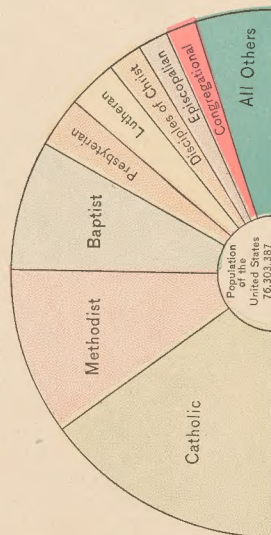 All Others
Congregational
Episcopalian
Disciples of Christ
Lutheran
Presbyterian
Baptist
Methodist
Catholic
Population
of the
United States
76,303,387